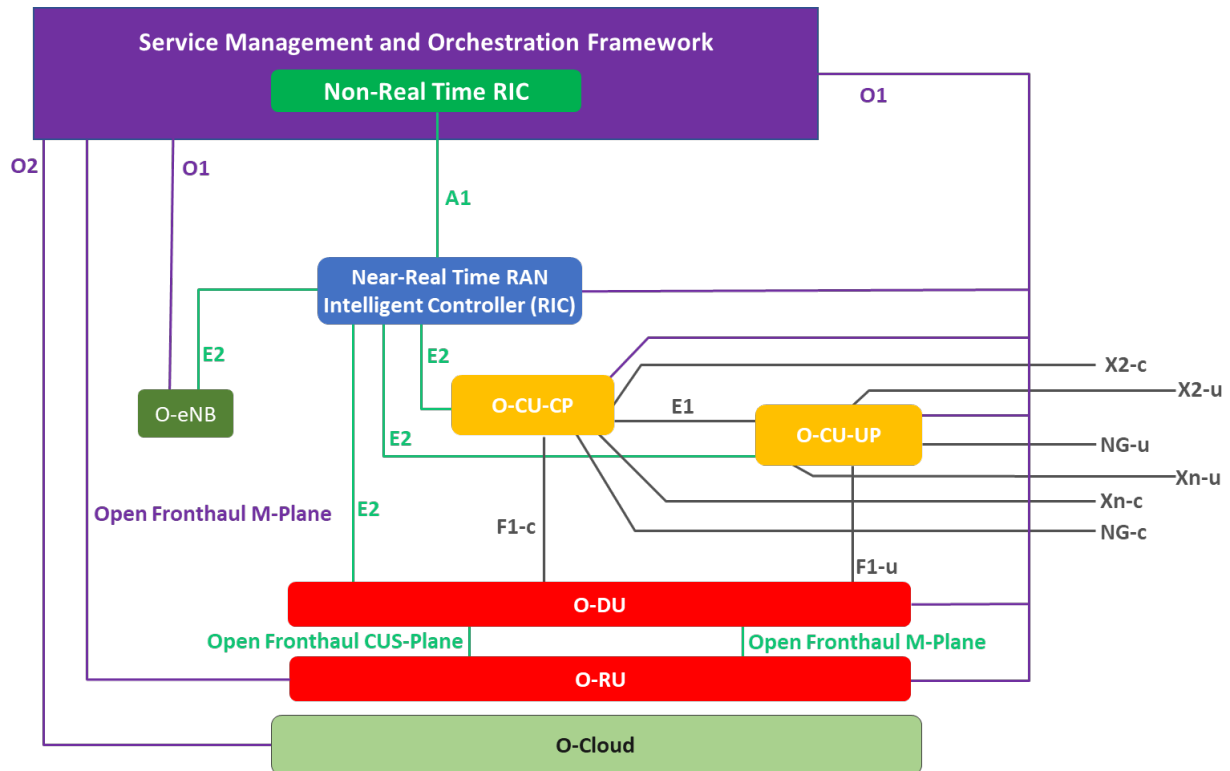 Service Management and Orchestration Framework
Non-Real Time RIC
O1
O2
O1
A1
Near-Real Time RAN
Intelligent Controller (RIC)
E2
E2
X2-c
X2-u
O-eNB
O-CU-CP
E1
O-CU-UP
E2
NG-u
Xn-u
Xn-c
Open Fronthaul M-Plane
E2
F1-c
NG-c
F1-u
O-DU
Open Fronthaul CUS-Plane
Open Fronthaul M-Plane
O-RU
O-Cloud